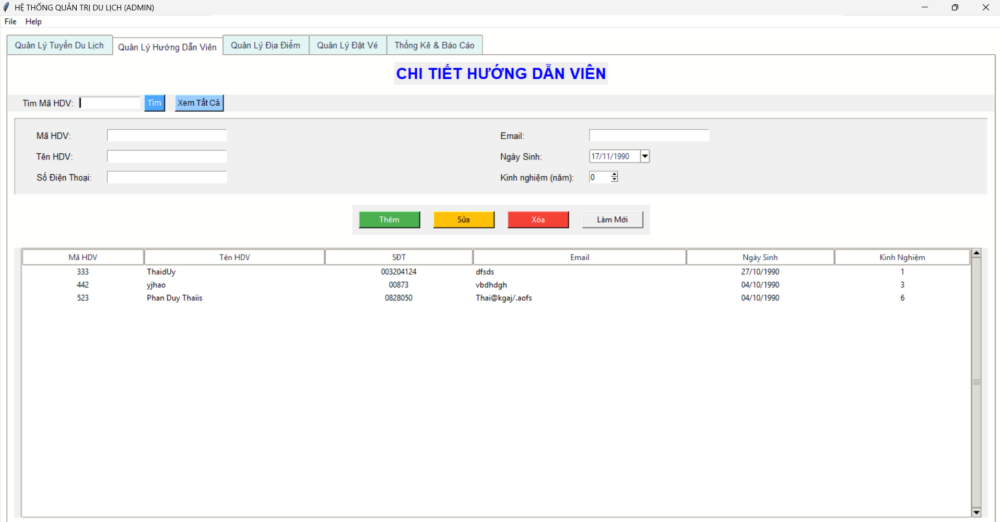 HỆ THỐNG QUẢN TRỊ DU LỊCH (ADMIN)
File Help
Quản Lý Tuyến Du Lịch Quản Lý Hướng Dẫn Viên Quản Lý Địa Điểm Quản Lý Đặt Vé Thống Kê & Báo Cáo
CHI TIẾT HƯỚNG DẪN VIÊN
Tìm Mã HDV: Tìm Xem Tất Cả
Mã HDV: Email:
Tên HDV: Ngày Sinh: 17/11/1990
Số Điện Thoại: Kinh nghiệm (năm): 0
Thêm Sửa Xóa Làm Mới
Mã HDV Tên HDV SĐT Email Ngày Sinh Kinh Nghiệm
333 ThaidUy 003204124 dfsds 27/10/1990 1
442 yjhao 00873 vbdhdgh 04/10/1990 3
523 Phan Duy Thaiis 0828050 Thai@kgaj/.aofs 04/10/1990 6